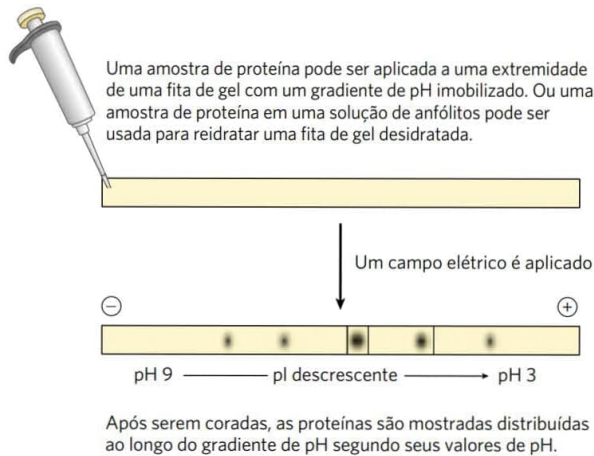 Uma amostra de proteína pode ser aplicada a uma extremidade
de uma fita de gel com um gradiente de pH imobilizado. Ou uma
amostra de proteína em uma solução de anfólitos pode ser
usada para reidratar uma fita de gel desidratada.
Um campo elétrico é aplicado
− +
pH 9 pI descrescente pH 3
Após serem coradas, as proteínas são mostradas distribuídas
ao longo do gradiente de pH segundo seus valores de pH.